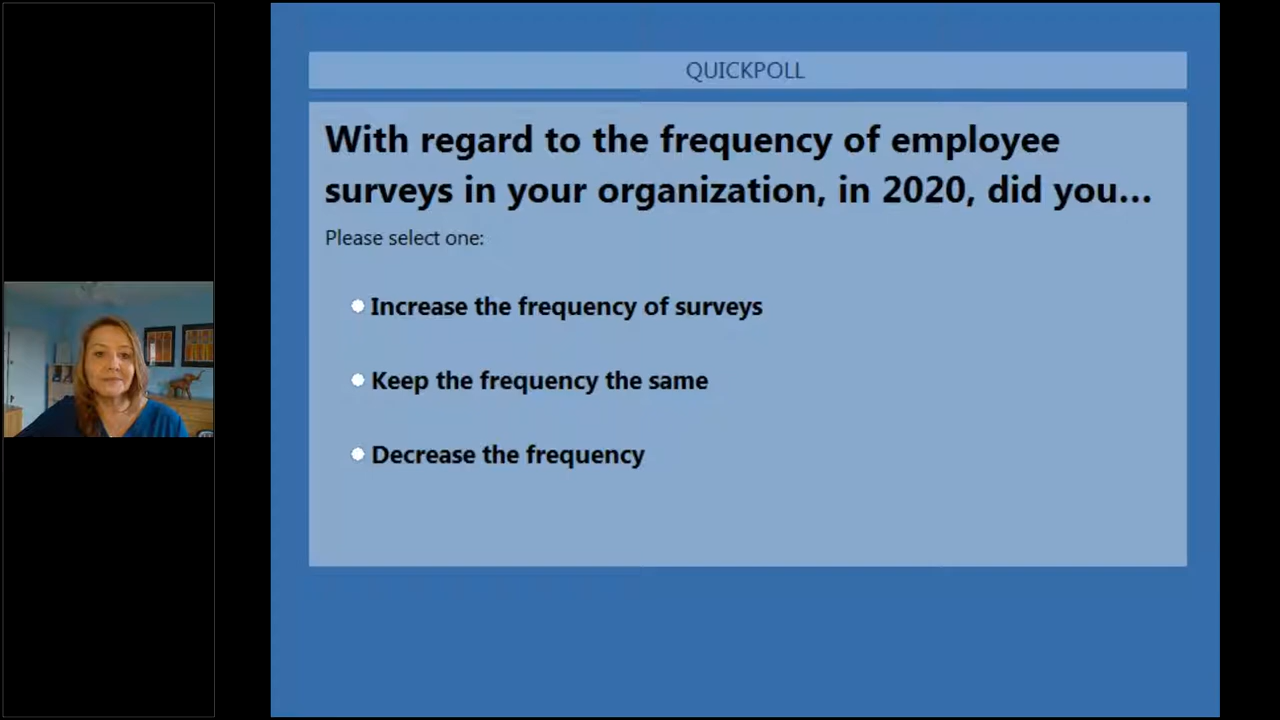 QUICKPOLL
With regard to the frequency of employee
surveys in your organization, in 2020, did you...
Please select one:
Increase the frequency of surveys
Keep the frequency the same
Decrease the frequency